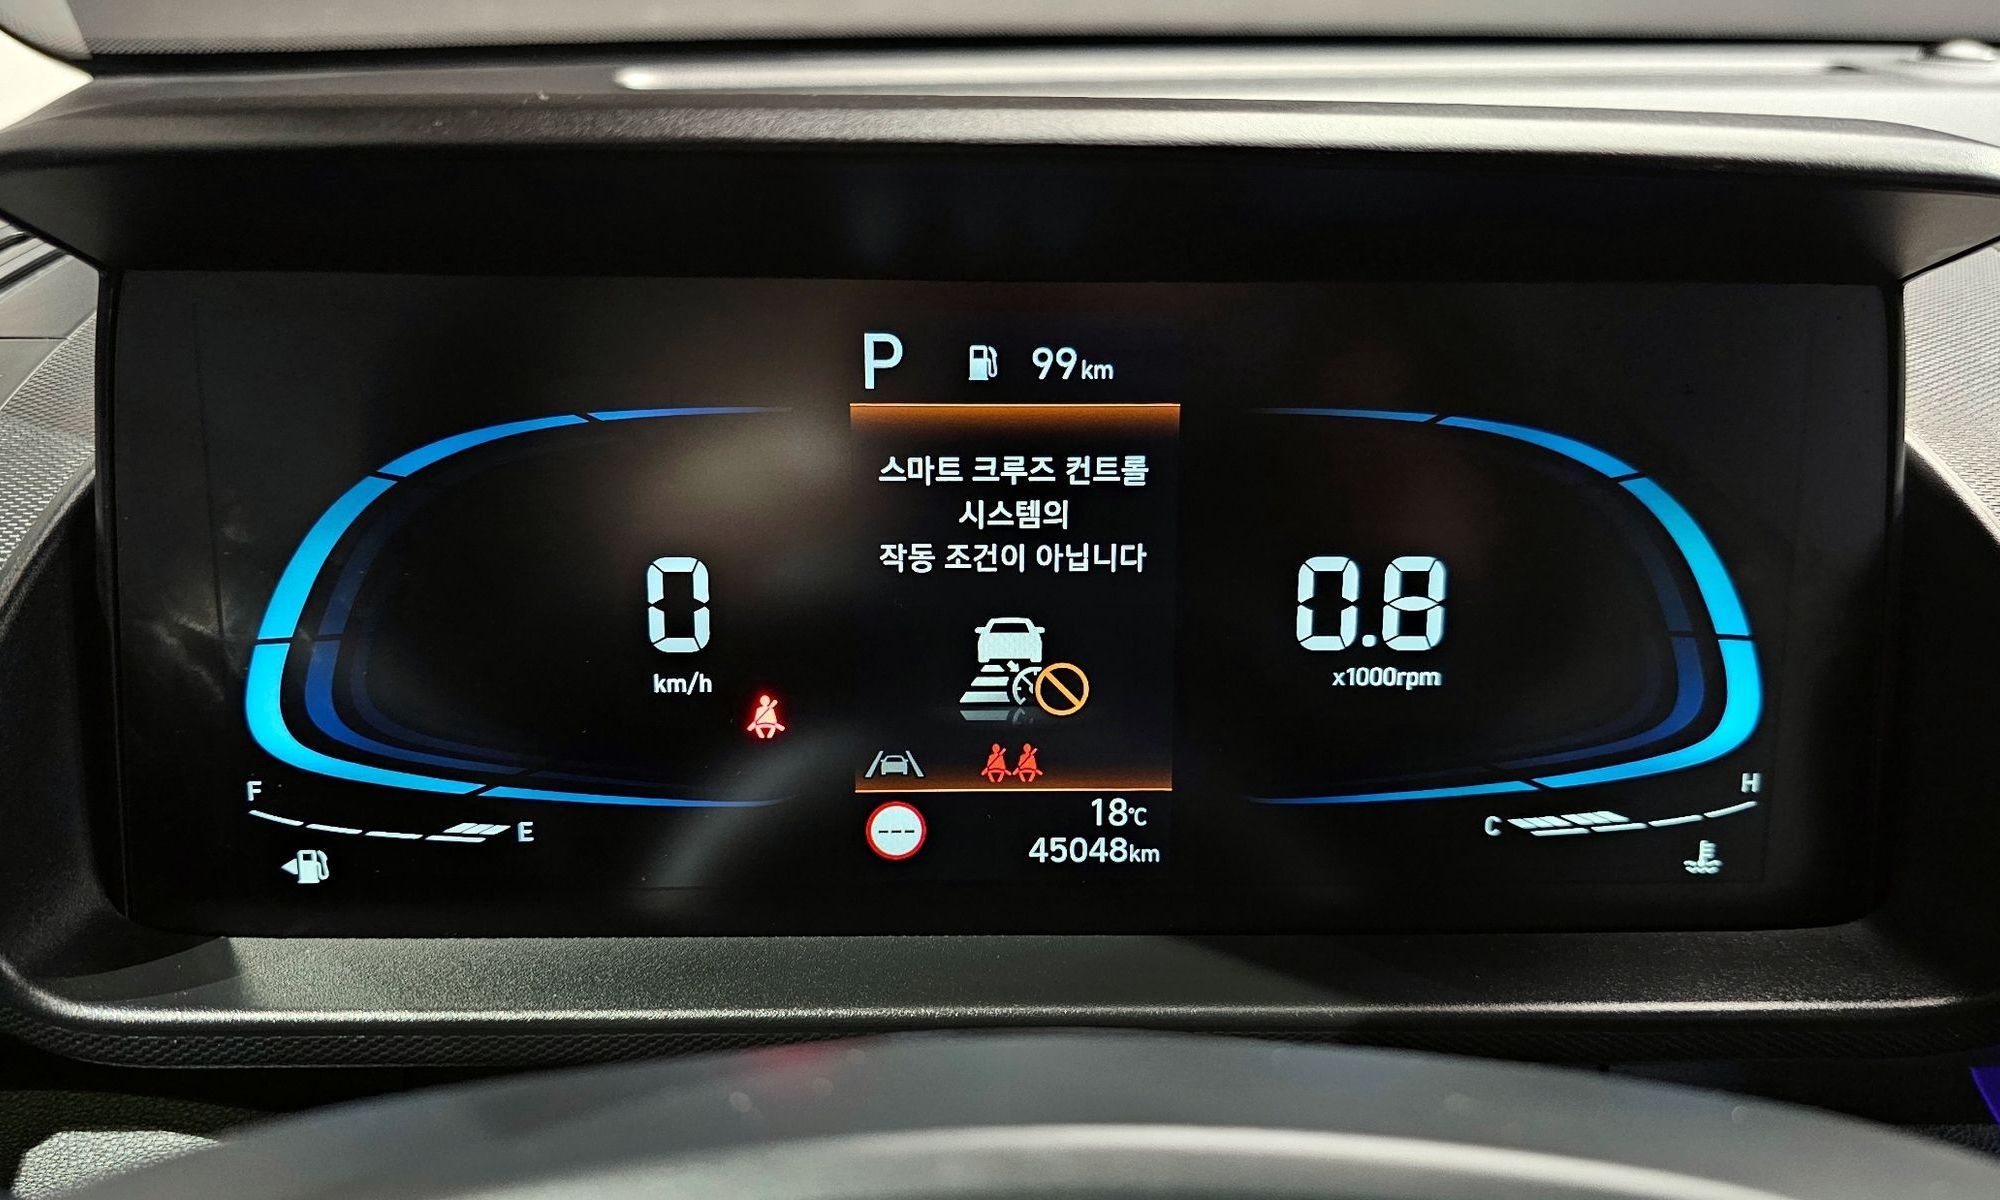 P 99km
스마트 크루즈 컨트롤
시스템의
작동 조건이 아닙니다
0
km/h
0.8
x1000rpm
F E
C H
---
18°C
45048km